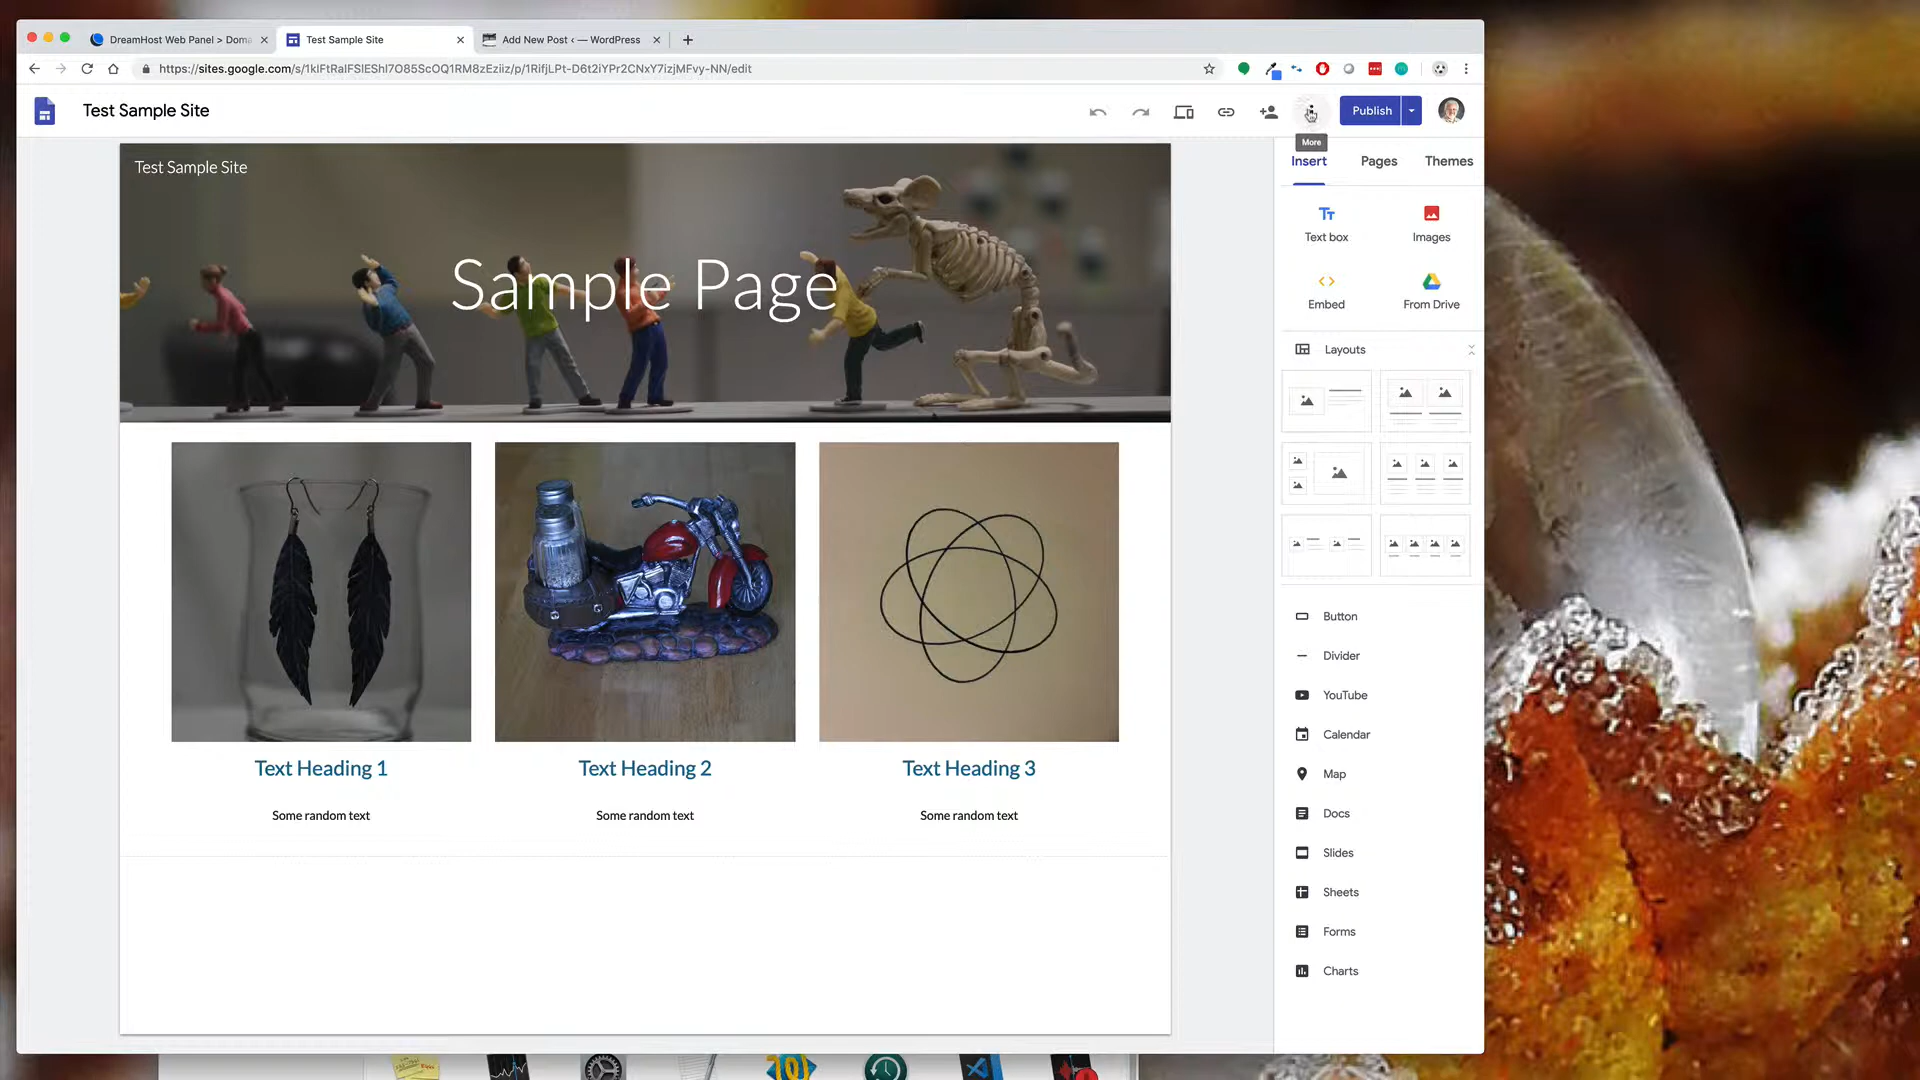 DreamHost Web Panel > Doma
Test Sample Site
Add New Post ‹ — WordPress
https://sites.google.com/s/1klFtRalFSlEShl7O85ScOQ1RM8zEziiz/p/1RifjLPt-D6t2iYPr2CNxY7izjMFvy-NN/edit
Test Sample Site
Publish
More
Insert
Pages
Themes
Test Sample Site
Sample Page
Text box
Images
Embed
From Drive
Layouts
Text Heading 1
Text Heading 2
Text Heading 3
Some random text
Some random text
Some random text
Button
Divider
YouTube
Calendar
Map
Docs
Slides
Sheets
Forms
Charts